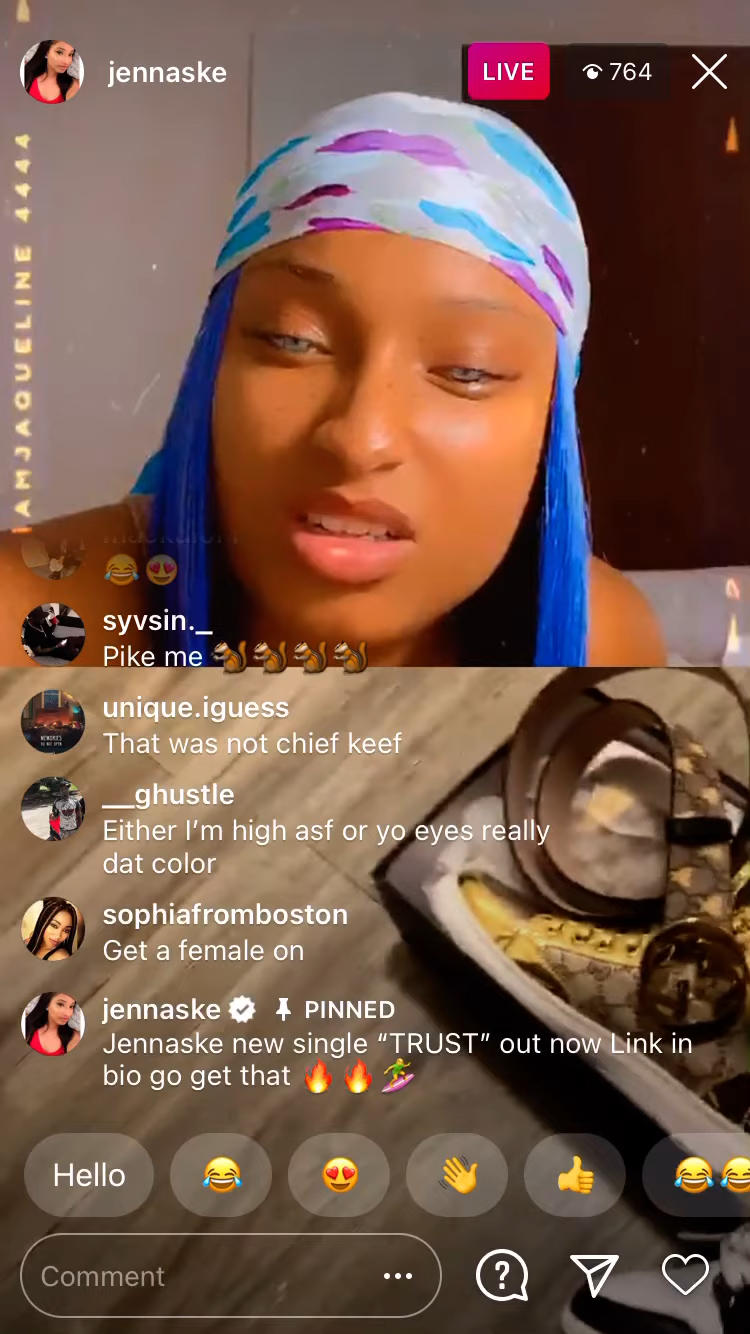 jennaske
LIVE
764
IAMJAQUELINE 4444
😂😍
syvsin._
Pike me 🐿️🐿️🐿️🐿️
unique.iguess
That was not chief keef
__ghustle
Either I’m high asf or yo eyes really
dat color
sophiafromboston
Get a female on
jennaske PINNED
Jennaske new single “TRUST” out now Link in
bio go get that 🔥🔥🏄
Hello 😂 😍 👋 👍 😂😂
Comment